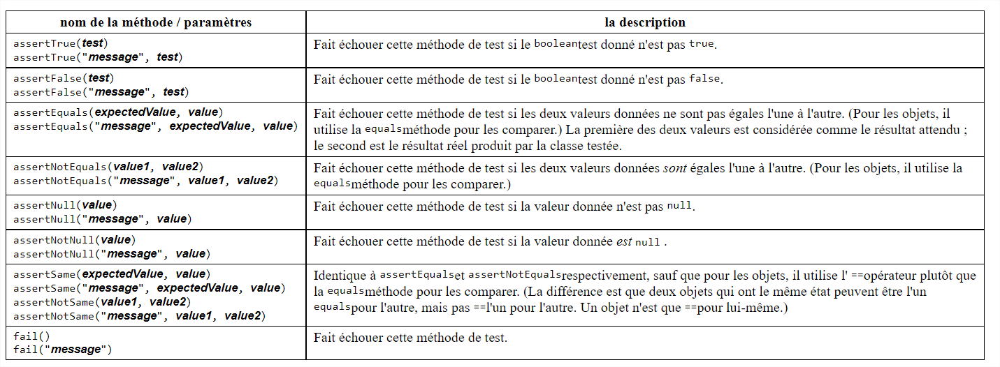 nom de la méthode / paramètres
la description
assertTrue(test)
assertTrue("message", test)
Fait échouer cette méthode de test si le booleantest donné n'est pas true.
assertFalse(test)
assertFalse("message", test)
Fait échouer cette méthode de test si le booleantest donné n'est pas false.
assertEquals(expectedValue, value)
assertEquals("message", expectedValue, value)
Fait échouer cette méthode de test si les deux valeurs données ne sont pas égales l'une à l'autre. (Pour les objets, il
utilise la equalsméthode pour les comparer.) La première des deux valeurs est considérée comme le résultat attendu ;
le second est le résultat réel produit par la classe testée.
assertNotEquals(value1, value2)
assertNotEquals("message", value1, value2)
Fait échouer cette méthode de test si les deux valeurs données sont égales l'une à l'autre. (Pour les objets, il utilise la
equalsméthode pour les comparer.)
assertNull(value)
assertNull("message", value)
Fait échouer cette méthode de test si la valeur donnée n'est pas null.
assertNotNull(value)
assertNotNull("message", value)
Fait échouer cette méthode de test si la valeur donnée est null .
assertSame(expectedValue, value)
assertSame("message", expectedValue, value)
assertNotSame(value1, value2)
assertNotSame("message", value1, value2)
Identique à assertEqualset assertNotEqualsrespectivement, sauf que pour les objets, il utilise l' ==opérateur plutôt que
la equalsméthode pour les comparer. (La différence est que deux objets qui ont le même état peuvent être l'un
equalspour l'autre, mais pas ==l'un pour l'autre. Un objet n'est que ==pour lui-même.)
fail()
fail("message")
Fait échouer cette méthode de test.